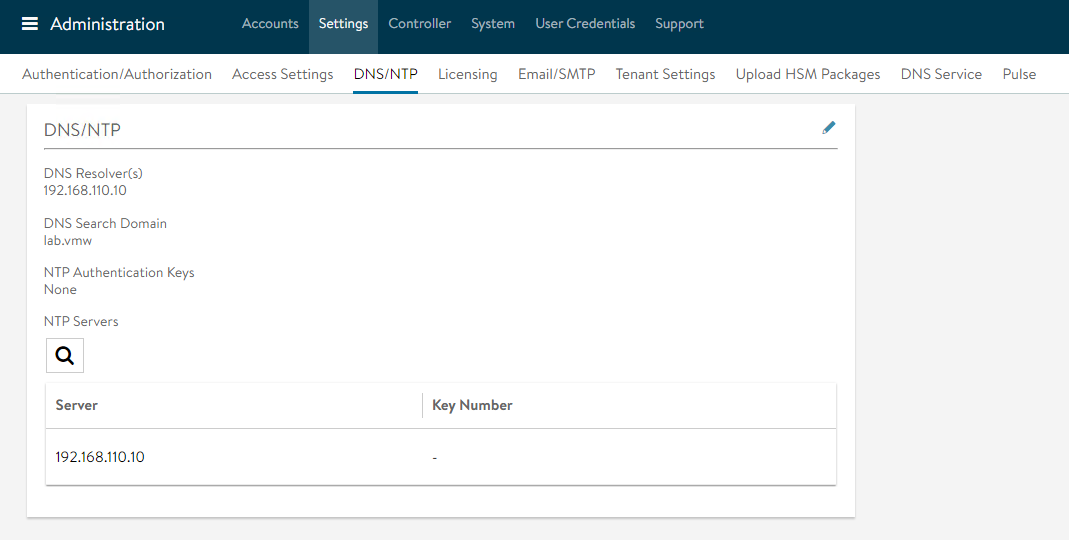 Administration Accounts Settings Controller System User Credentials Support
Authentication/Authorization Access Settings DNS/NTP Licensing Email/SMTP Tenant Settings Upload HSM Packages DNS Service Pulse
DNS/NTP
DNS Resolver(s)
192.168.110.10
DNS Search Domain
lab.vmw
NTP Authentication Keys
None
NTP Servers
Server Key Number
192.168.110.10 -